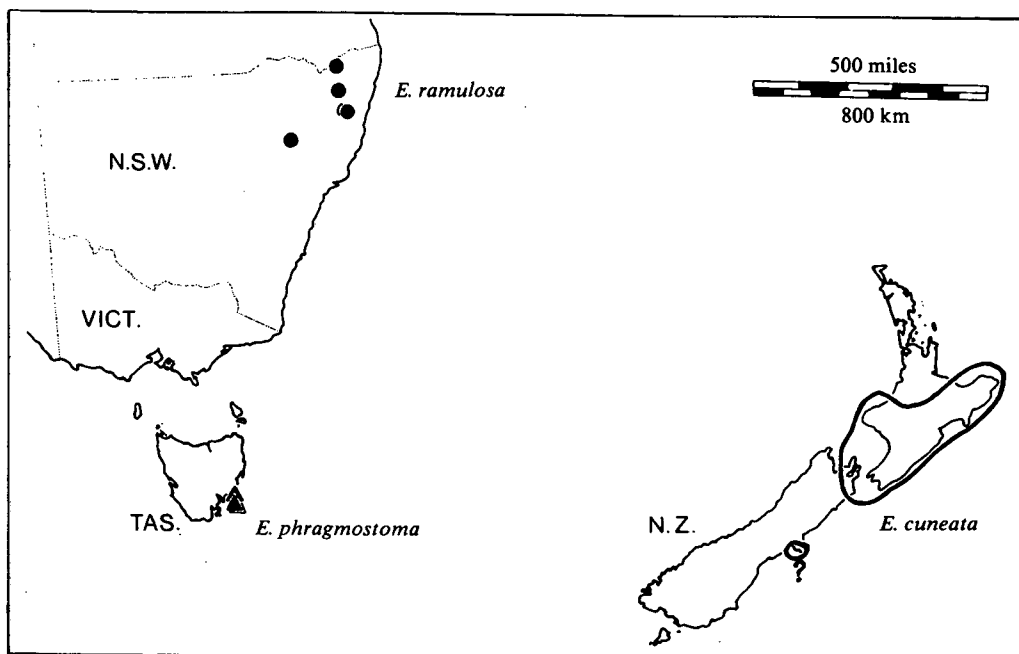 E. ramulosa
500 miles
800 km
N.S.W.
VICT.
TAS.
E. phragmostoma
N.Z.
E. cuneata
?